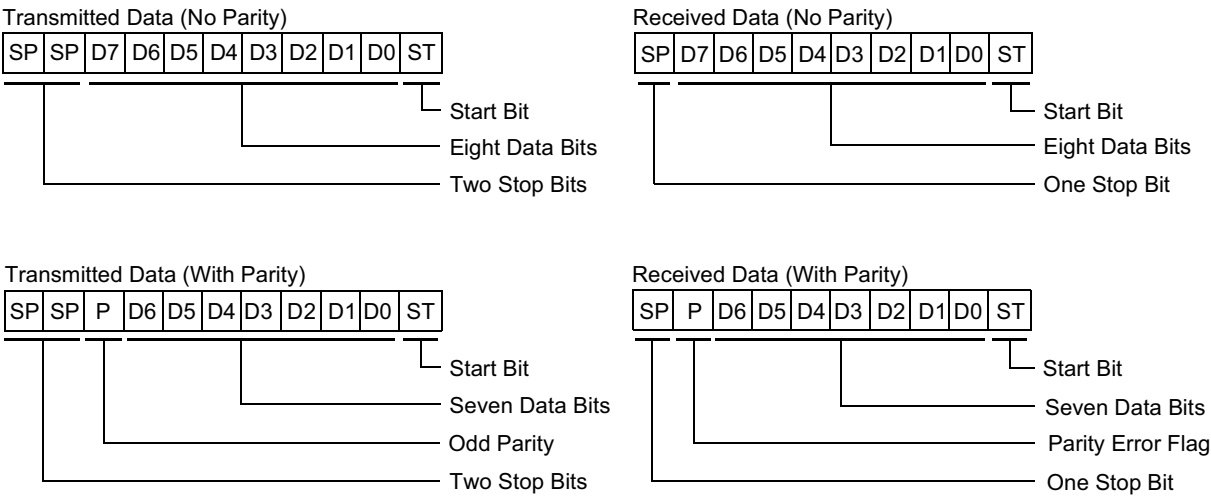 Transmitted Data (No Parity)
SP SP D7 D6 D5 D4 D3 D2 D1 D0 ST
Start Bit
Eight Data Bits
Two Stop Bits
Received Data (No Parity)
SP D7 D6 D5 D4 D3 D2 D1 D0 ST
Start Bit
Eight Data Bits
One Stop Bit
Transmitted Data (With Parity)
SP SP P D6 D5 D4 D3 D2 D1 D0 ST
Start Bit
Seven Data Bits
Odd Parity
Two Stop Bits
Received Data (With Parity)
SP P D6 D5 D4 D3 D2 D1 D0 ST
Start Bit
Seven Data Bits
Parity Error Flag
One Stop Bit